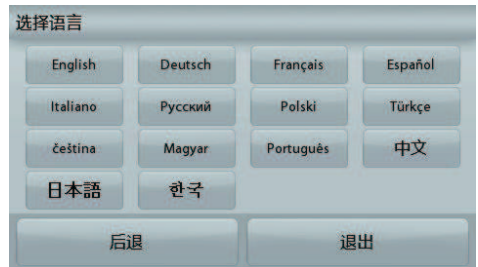 选择语言
English Deutsch Français Español
Italiano Русский Polski Türkçe
čeština Magyar Português 中文
日本語 한국
后退 退出